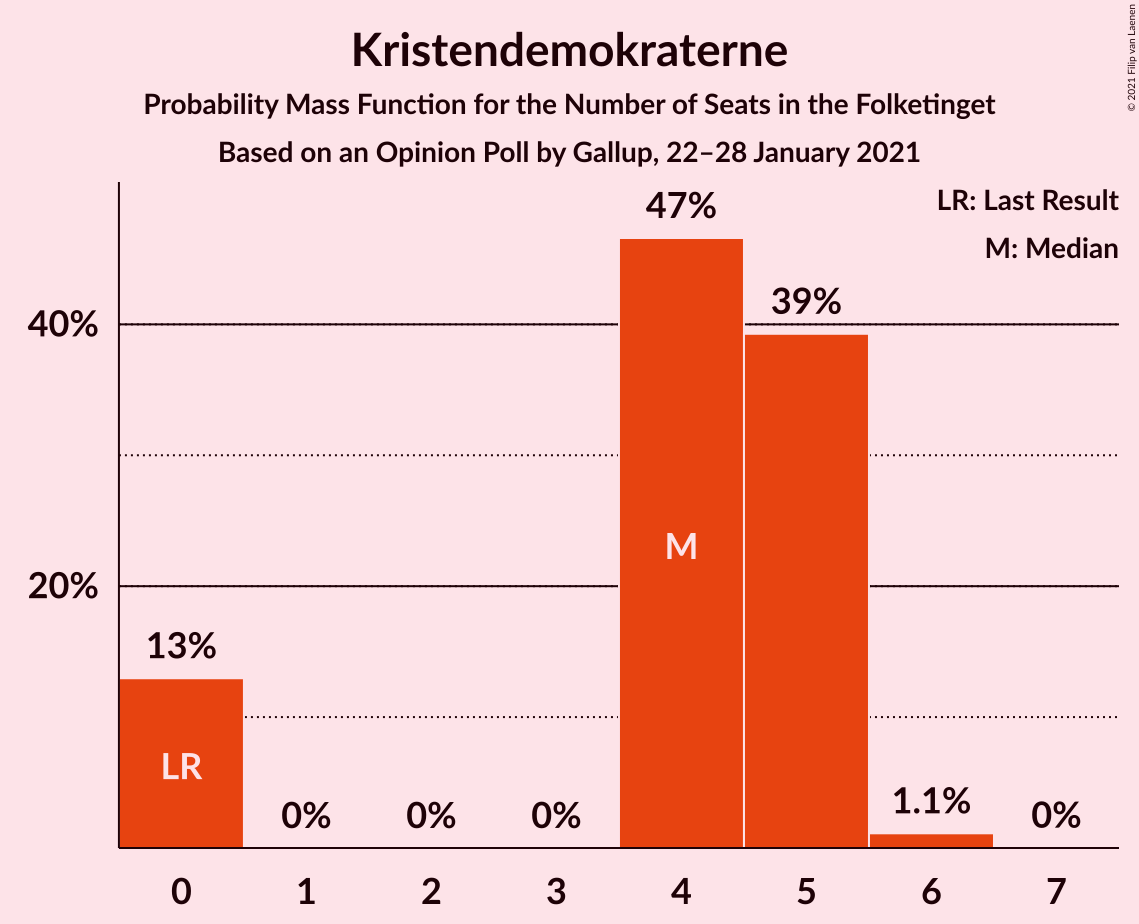 Kristendemokraterne
Probability Mass Function for the Number of Seats in the Folketinget
Based on an Opinion Poll by Gallup, 22–28 January 2021
© 2021 Filip van Laenen
LR: Last Result
M: Median
47%
39%
40%
M
20%
13%
LR
0%
0%
0%
1.1%
0%
0
1
2
3
4
5
6
7